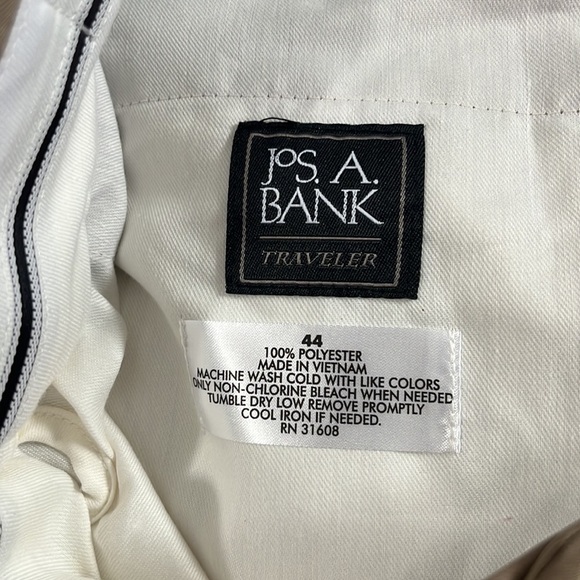 JOS. A.
BANK
TRAVELER
44
100% POLYESTER
MADE IN VIETNAM
MACHINE WASH COLD WITH LIKE COLORS
ONLY NON-CHLORINE BLEACH WHEN NEEDED
TUMBLE DRY LOW REMOVE PROMPTLY
COOL IRON IF NEEDED.
RN 31608